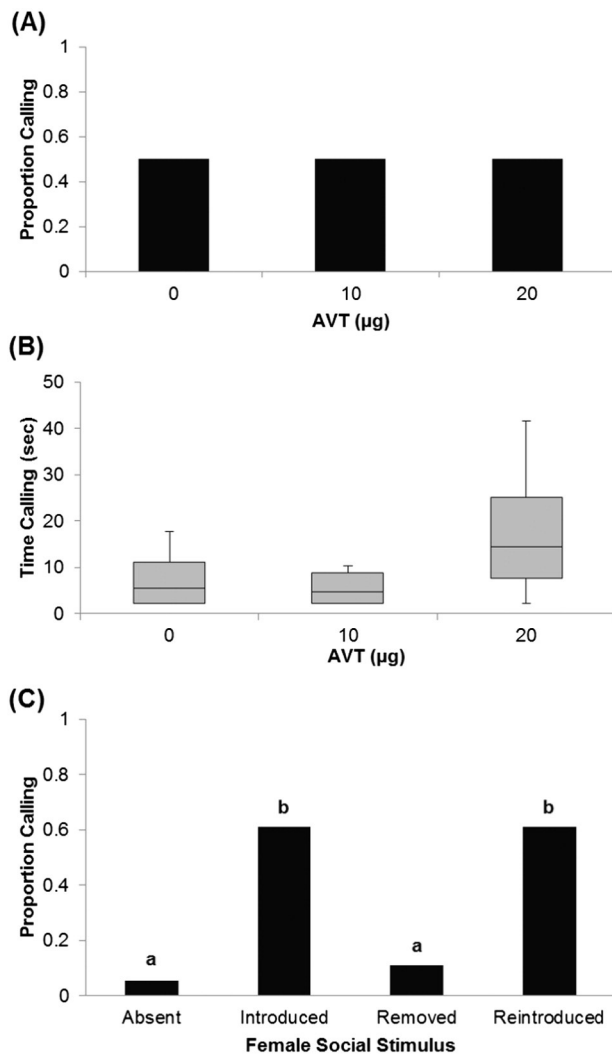 (A)
Proportion Calling
1
0.8
0.6
0.4
0.2
0
0 10 20
AVT (µg)
(B)
Time Calling (sec)
50
40
30
20
10
0
0 10 20
AVT (µg)
(C)
Proportion Calling
1
0.8
0.6
0.4
0.2
0
a b a b
Absent Introduced Removed Reintroduced
Female Social Stimulus